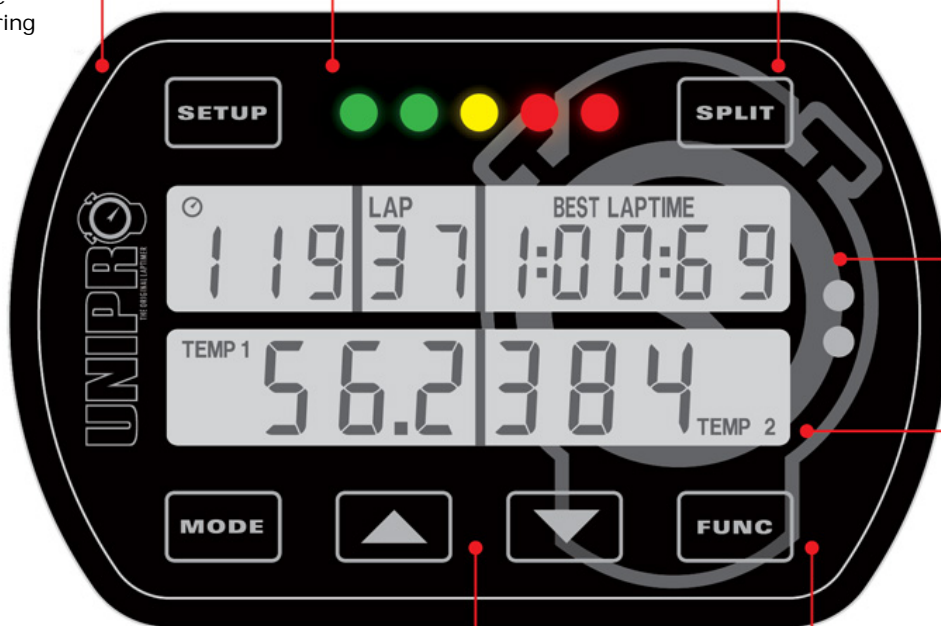 ring
SETUP
SPLIT
119 LAP 37 BEST LAPTIME 1:00:69
TEMP 1 56.2 384 TEMP 2
MODE
FUNC
UNIPRO
THE ORIGINAL LAPTIMER